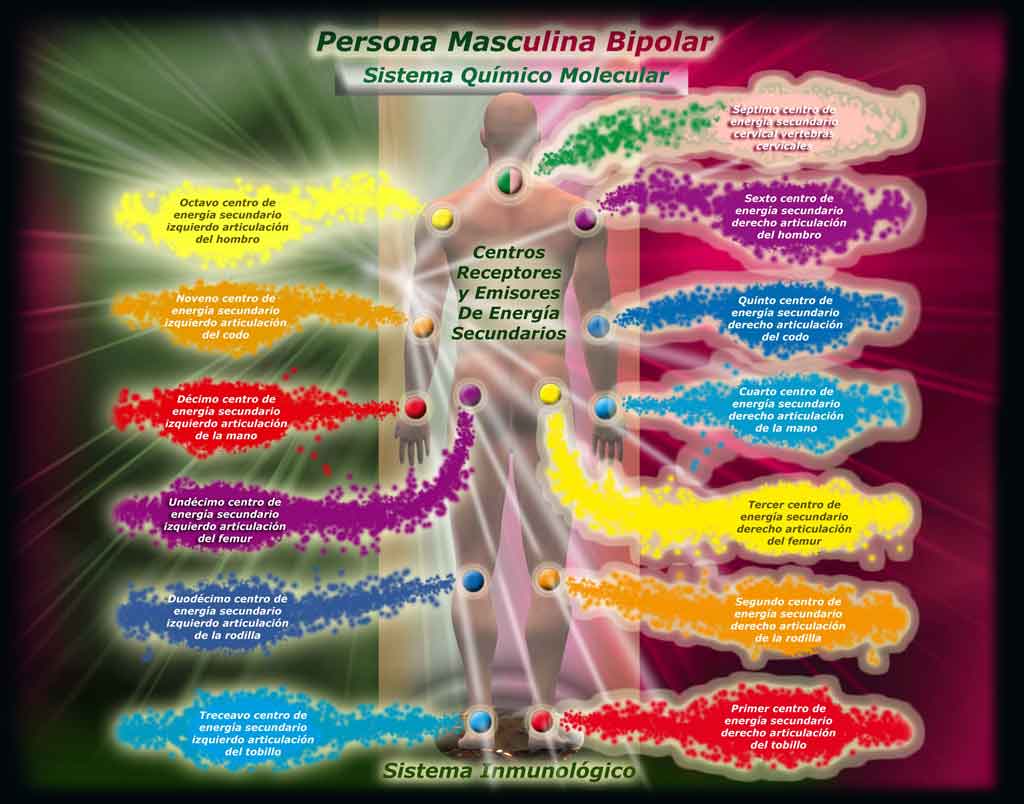 Persona Masculina Bipolar
Sistema Químico Molecular
Septimo centro de
energía secundario
cervical vertebras
cervicales
Octavo centro de
energía secundario
izquierdo articulación
del hombro
Sexto centro de
energía secundario
derecho articulación
del hombro
Centros
Receptores
y Emisores
De Energía
Secundarios
Noveno centro de
energía secundario
izquierdo articulación
del codo
Quinto centro de
energía secundario
derecho articulación
del codo
Décimo centro de
energía secundario
izquierdo articulación
de la mano
Cuarto centro de
energía secundario
derecho articulación
de la mano
Undécimo centro de
energía secundario
izquierdo articulación
del femur
Tercer centro de
energía secundario
derecho articulación
del femur
Duodécimo centro de
energía secundario
izquierdo articulación
de la rodilla
Segundo centro de
energía secundario
derecho articulación
de la rodilla
Treceavo centro de
energía secundario
izquierdo articulación
del tobillo
Primer centro de
energía secundario
derecho articulación
del tobillo
Sistema Inmunológico